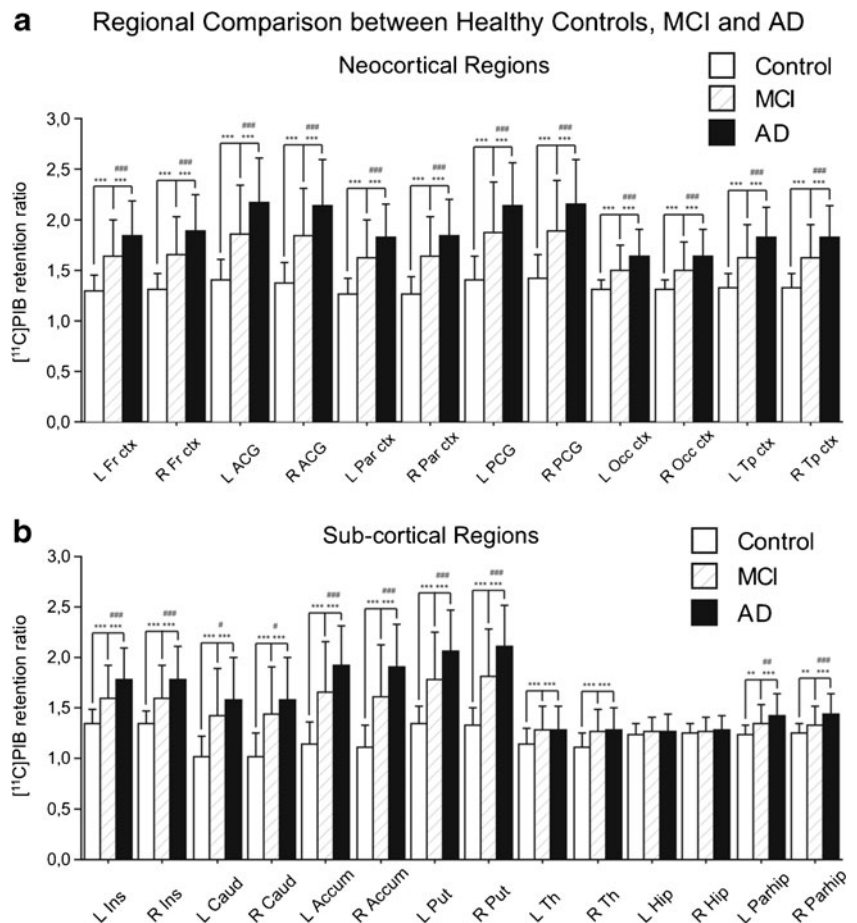 a Regional Comparison between Healthy Controls, MCI and AD
Neocortical Regions
Control
MCI
AD
[¹¹C]PIB retention ratio
3,0
2,5
2,0
1,5
1,0
0,5
0,0
### ### ### ### ### ### ### ### ### ### ### ###
*** *** *** *** *** *** *** *** *** *** *** *** *** *** *** *** *** *** *** *** *** *** *** ***
L Fr ctx
R Fr ctx
L ACG
R ACG
L Par ctx
R Par ctx
L PCG
R PCG
L Occ ctx
R Occ ctx
L Tp ctx
R Tp ctx
b Sub-cortical Regions
Control
MCI
AD
[¹¹C]PIB retention ratio
3,0
2,5
2,0
1,5
1,0
0,5
0,0
### ### # # ### ### ### ### ## ###
*** *** *** *** *** *** *** *** *** *** *** *** *** *** *** *** *** *** *** *** ** *** ** ***
L Ins
R Ins
L Caud
R Caud
L Accum
R Accum
L Put
R Put
L Th
R Th
L Hip
R Hip
L Parhip
R Parhip